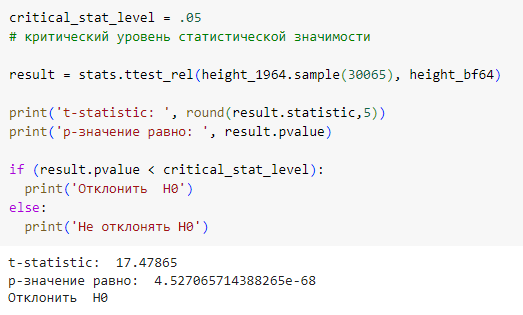 critical_stat_level = .05
# критический уровень статистической значимости
result = stats.ttest_rel(height_1964.sample(30065), height_bf64)
print('t-statistic: ', round(result.statistic,5))
print('p-значение равно: ', result.pvalue)
if (result.pvalue < critical_stat_level):
  print('Отклонить  H0')
else:
  print('Не отклонять H0')
t-statistic:  17.47865
p-значение равно:  4.527065714388265e-68
Отклонить  H0